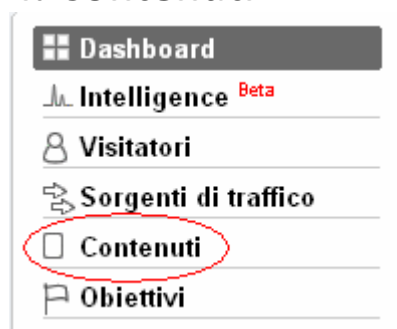 Dashboard
Intelligence Beta
Visitatori
Sorgenti di traffico
Contenuti
Obiettivi